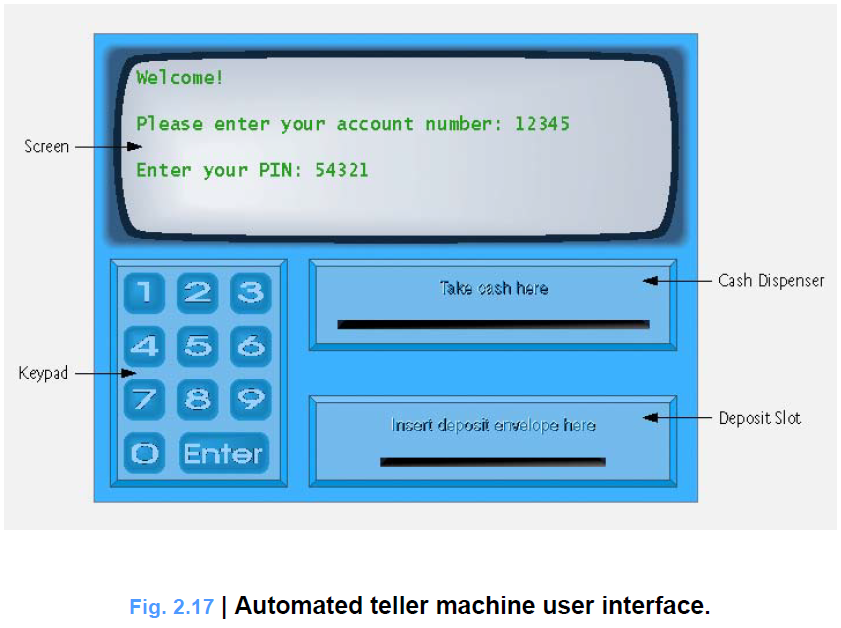 Welcome!
Please enter your account number: 12345
Screen
Enter your PIN: 54321
1 2 3
4 5 6
7 8 9
0 Enter
Keypad
Take cash here
Cash Dispenser
Insert deposit envelope here
Deposit Slot
Fig. 2.17 | Automated teller machine user interface.